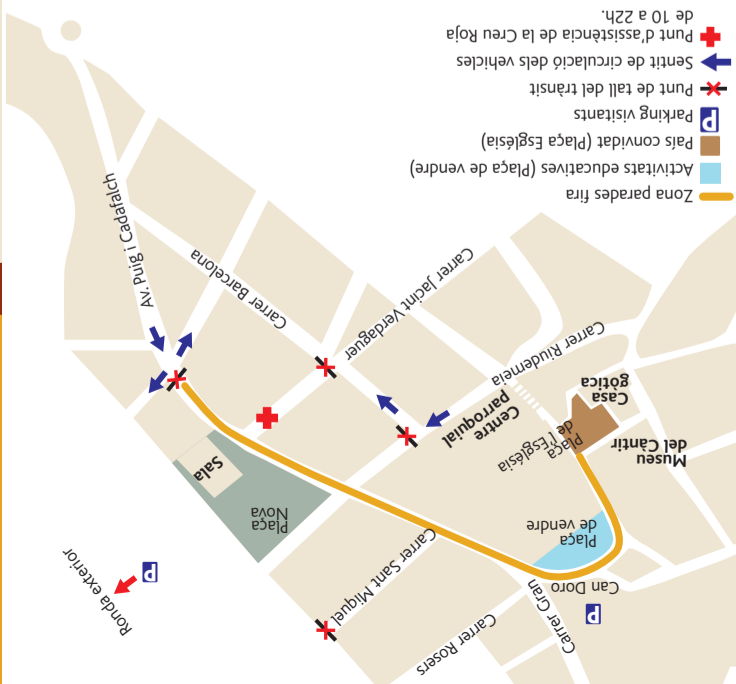 Carrer Rosers
Carrer Gran
P
Can Doro
Plaça
de vendre
Carrer Sant Miquel
P
Ronda exterior
Plaça
Nova
Sala
Museu
del Càntir
Plaça
de l'Església
Casa
gòtica
Centre
parroquial
Carrer Riudemeia
Carrer Jacint Verdaguer
Carrer Barcelona
Av. Puig i Cadafalch
Zona parades fira
Activitats educatives (Plaça de vendre)
País convidat (Plaça Església)
P
Parking visitants
Punt de tall del trànsit
Sentit de circulació dels vehicles
Punt d'assistència de la Creu Roja
de 10 a 22h.